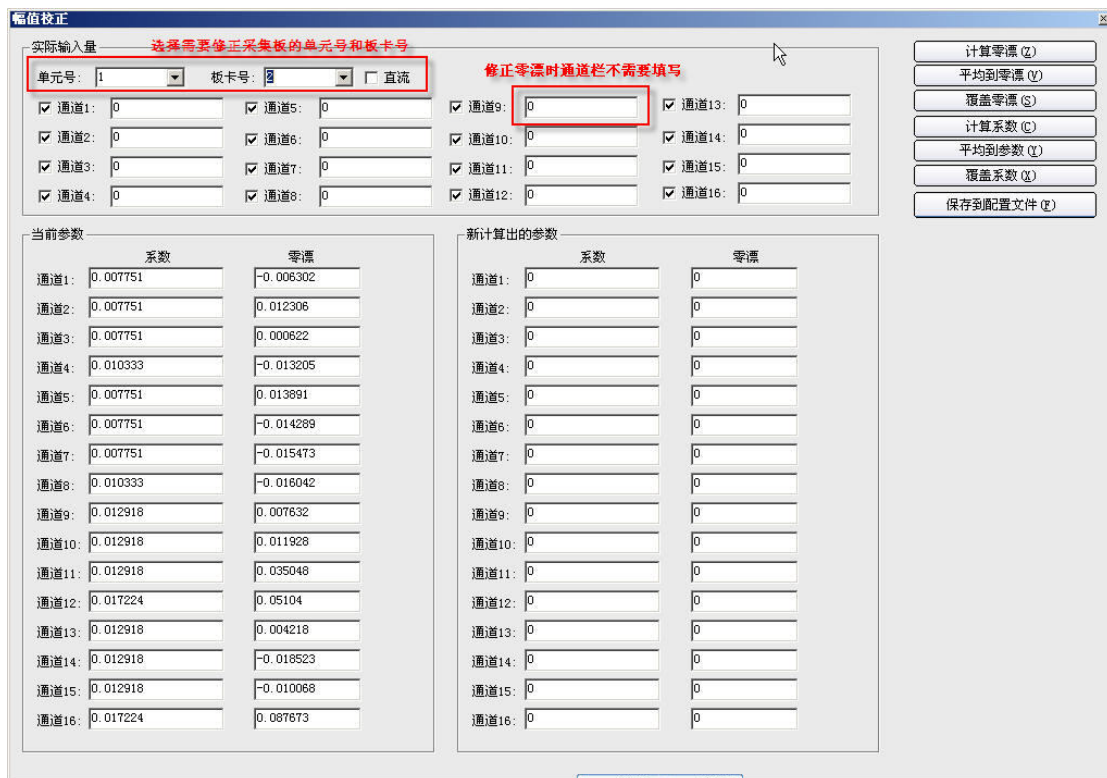 幅值校正
实际输入量 选择需要修正采集板的单元号和板卡号
单元号: 1 板卡号: 2 直流 修正零漂时通道栏不需要填写
通道1: 0 通道5: 0 通道9: 0 通道13: 0
通道2: 0 通道6: 0 通道10: 0 通道14: 0
通道3: 0 通道7: 0 通道11: 0 通道15: 0
通道4: 0 通道8: 0 通道12: 0 通道16: 0
计算零漂(Z)
平均到零漂(V)
覆盖零漂(S)
计算系数(C)
平均到参数(Y)
覆盖系数(X)
保存到配置文件(F)
当前参数
系数 零漂
通道1: 0.007751 -0.006302
通道2: 0.007751 0.012306
通道3: 0.007751 0.000622
通道4: 0.010333 -0.013205
通道5: 0.007751 0.013891
通道6: 0.007751 -0.014289
通道7: 0.007751 -0.015473
通道8: 0.010333 -0.016042
通道9: 0.012918 0.007632
通道10: 0.012918 0.011928
通道11: 0.012918 0.035048
通道12: 0.017224 0.05104
通道13: 0.012918 0.004218
通道14: 0.012918 -0.018523
通道15: 0.012918 -0.010068
通道16: 0.017224 0.087673
新计算出的参数
系数 零漂
通道1: 0 0
通道2: 0 0
通道3: 0 0
通道4: 0 0
通道5: 0 0
通道6: 0 0
通道7: 0 0
通道8: 0 0
通道9: 0 0
通道10: 0 0
通道11: 0 0
通道12: 0 0
通道13: 0 0
通道14: 0 0
通道15: 0 0
通道16: 0 0